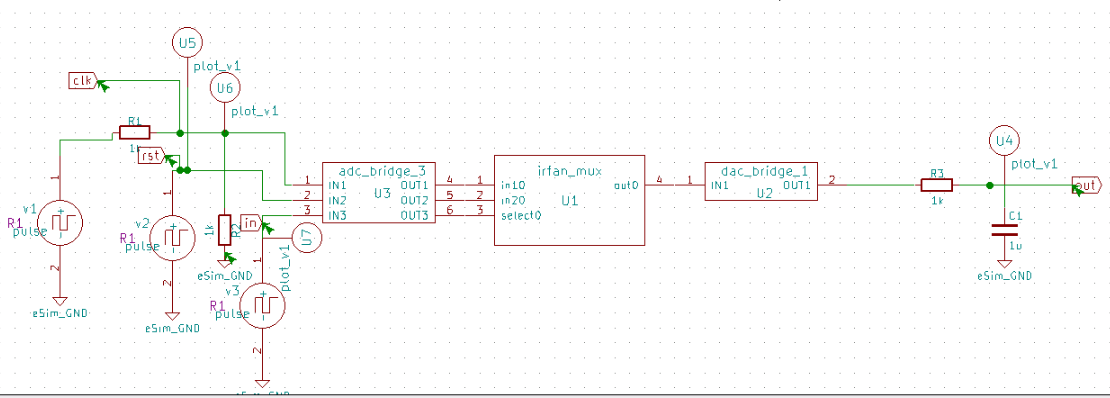 U5
plot_v1
clk
U6
plot_v1
R1
1k
rst
adc_bridge_3
U3
IN1
IN2
IN3
OUT1
OUT2
OUT3
1
2
3
4
5
6
irfan_mux
U1
in10
in20
select0
out0
1
2
3
4
dac_bridge_1
U2
IN1
OUT1
1
2
R3
1k
U4
plot_v1
out
C1
1u
eSim_GND
1
v1
R1
pulse
2
eSim_GND
1
v2
R1
pulse
2
eSim_GND
1k
R2
eSim_GND
in
U7
plot_v1
1
v3
R1
pulse
2
eSim_GND